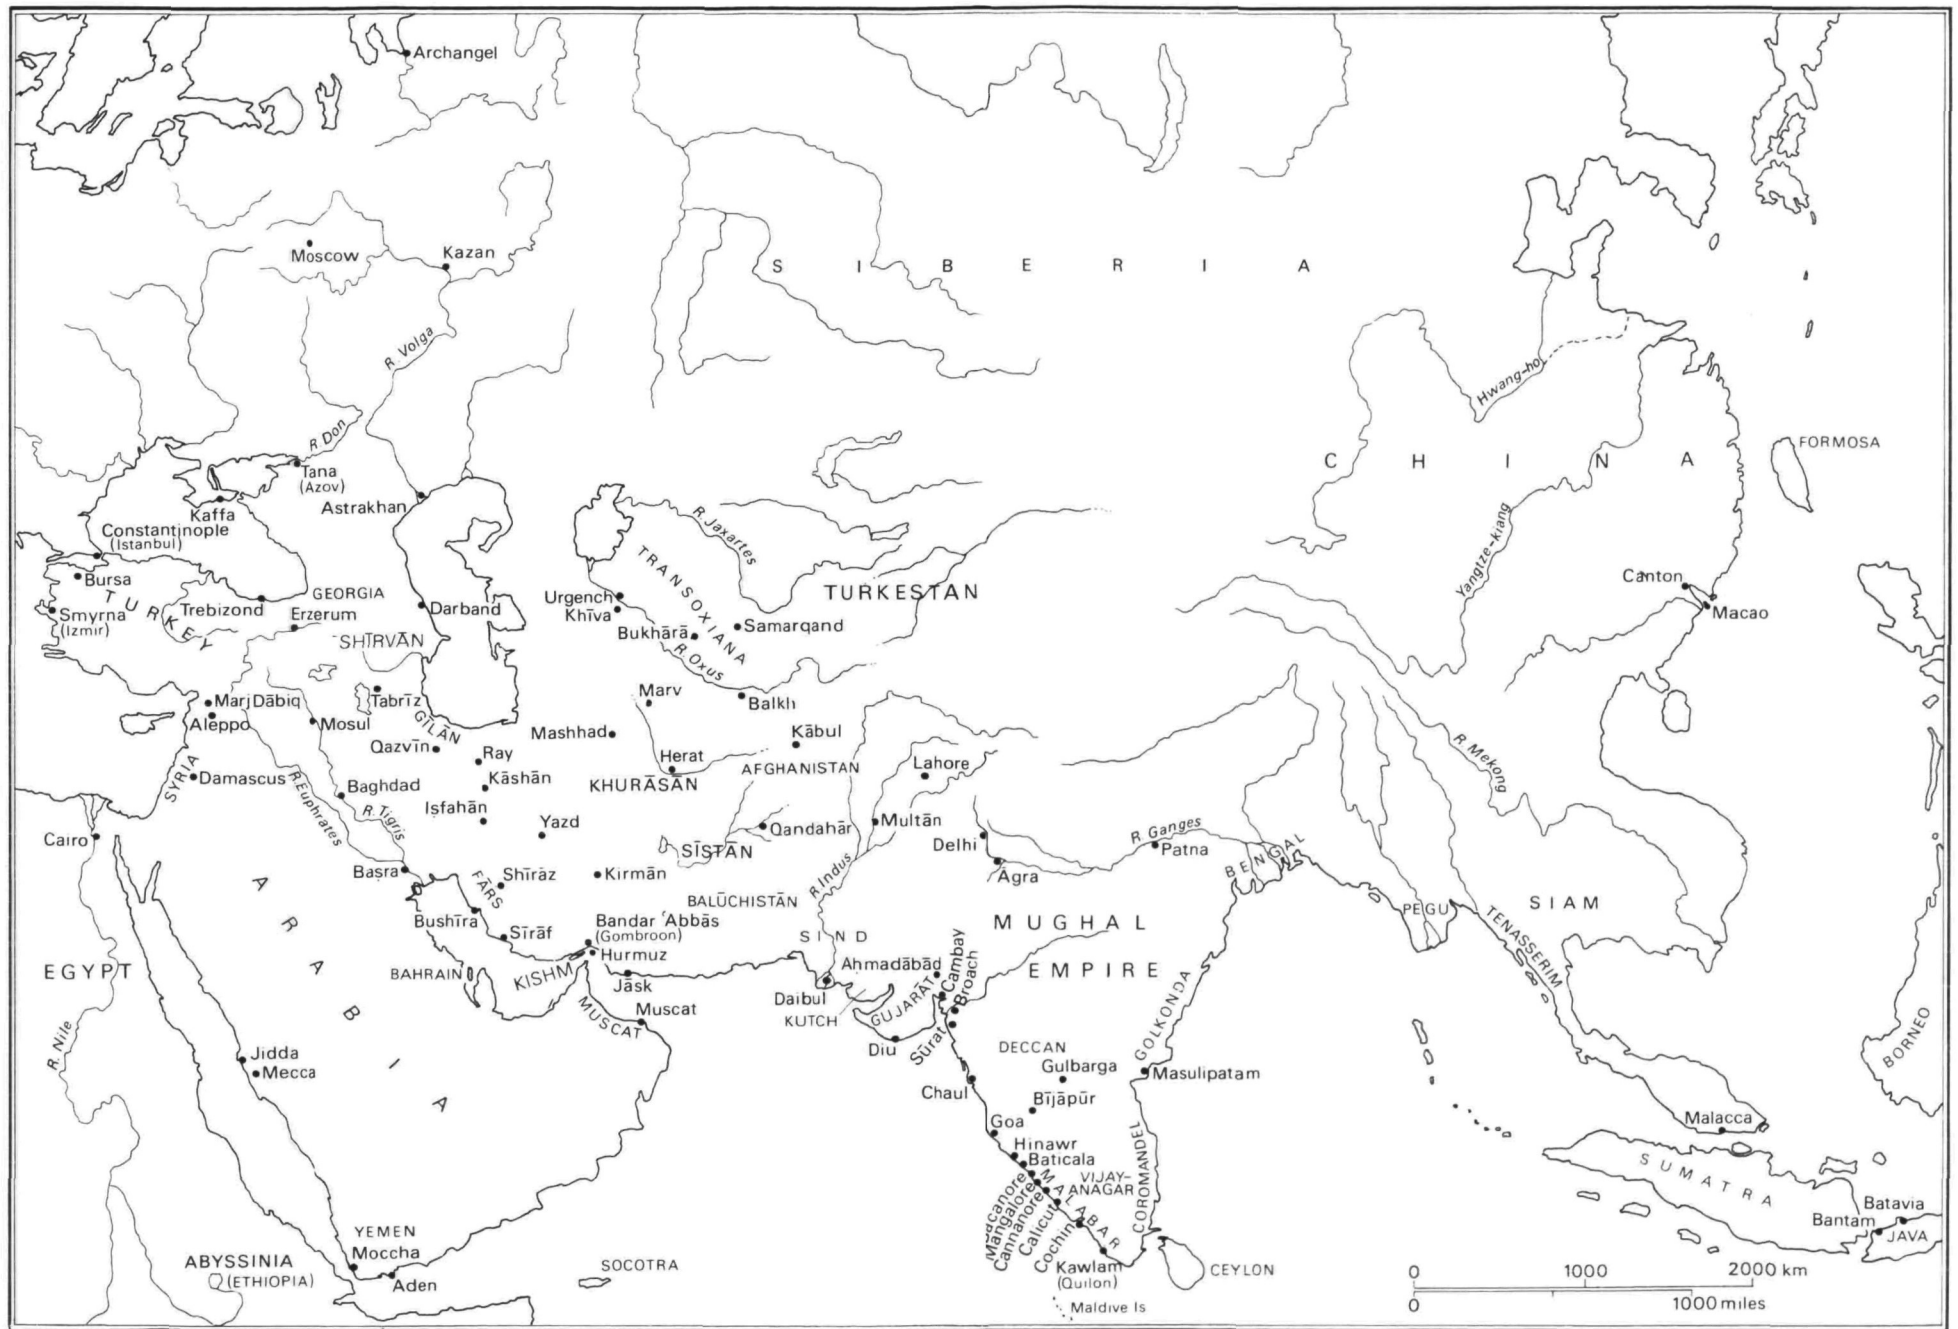 Archangel
Moscow
Kazan
S I B E R I A
R. Volga
R. Don
Tana
(Azov)
Kaffa
Astrakhan
Constantinople
(Istanbul)
Bursa
TURKEY
Smyrna
(Izmir)
Trebizond
GEORGIA
Erzerum
SHĪRVĀN
Darband
Urgench
Khīva
Bukhārā
TRANSOXIANA
R. Jaxartes
TURKESTAN
Samarqand
R. Oxus
Hwang-ho
C H I N A
FORMOSA
Yangtze-kiang
Canton
Macao
Marj Dābiq
Aleppo
Tabrīz
Mosul
GĪLĀN
Qazvīn
Ray
Kāshān
Mashhad
Marv
Balkh
Kābul
Herat
KHURĀSĀN
AFGHANISTAN
Lahore
SYRIA
Damascus
R. Euphrates
Baghdad
R. Tigris
Iṣfahān
Yazd
Qandahār
Multān
SĪSTĀN
Delhi
Āgra
R. Ganges
Patna
BENGAL
R. Mekong
Cairo
Baṣra
FĀRS
Shīrāz
Kirmān
BALŪCHISTĀN
R. Indus
Bushīra
Sīrāf
Bandar ʿAbbās
(Gombroon)
Hurmuz
SIND
MUGHAL
EMPIRE
PEGU
SIAM
TENASSERIM
EGYPT
A R A B I A
BAHRAIN
KISHM
Jāsk
Muscat
MUSCAT
Daibul
KUTCH
Ahmadābād
GUJARĀT
Cambay
Broach
Diu
Sūrat
R. Nile
Jidda
Mecca
DECCAN
Gulbarga
GOLKONDA
Masulipatam
Chaul
Bījāpūr
Goa
Hinawr
Baticala
Mangalore
Cannanore
Calicut
Cochin
MALABAR
VIJAY-
ANAGAR
COROMANDEL
Kawlam
(Quilon)
CEYLON
Maldive Is
BORNEO
Malacca
SUMATRA
Batavia
Bantam
JAVA
YEMEN
Moccha
Aden
ABYSSINIA
(ETHIOPIA)
SOCOTRA
0 1000 2000 km
0 1000 miles